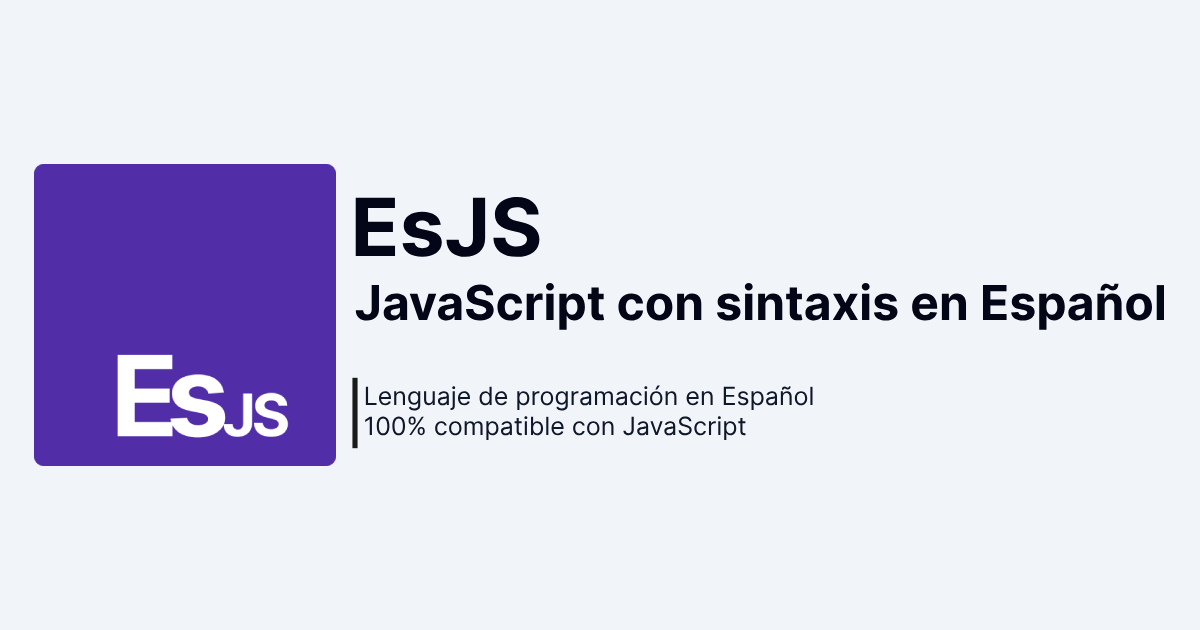 EsJS
JavaScript con sintaxis en Español
EsJS
Lenguaje de programación en Español
100% compatible con JavaScript